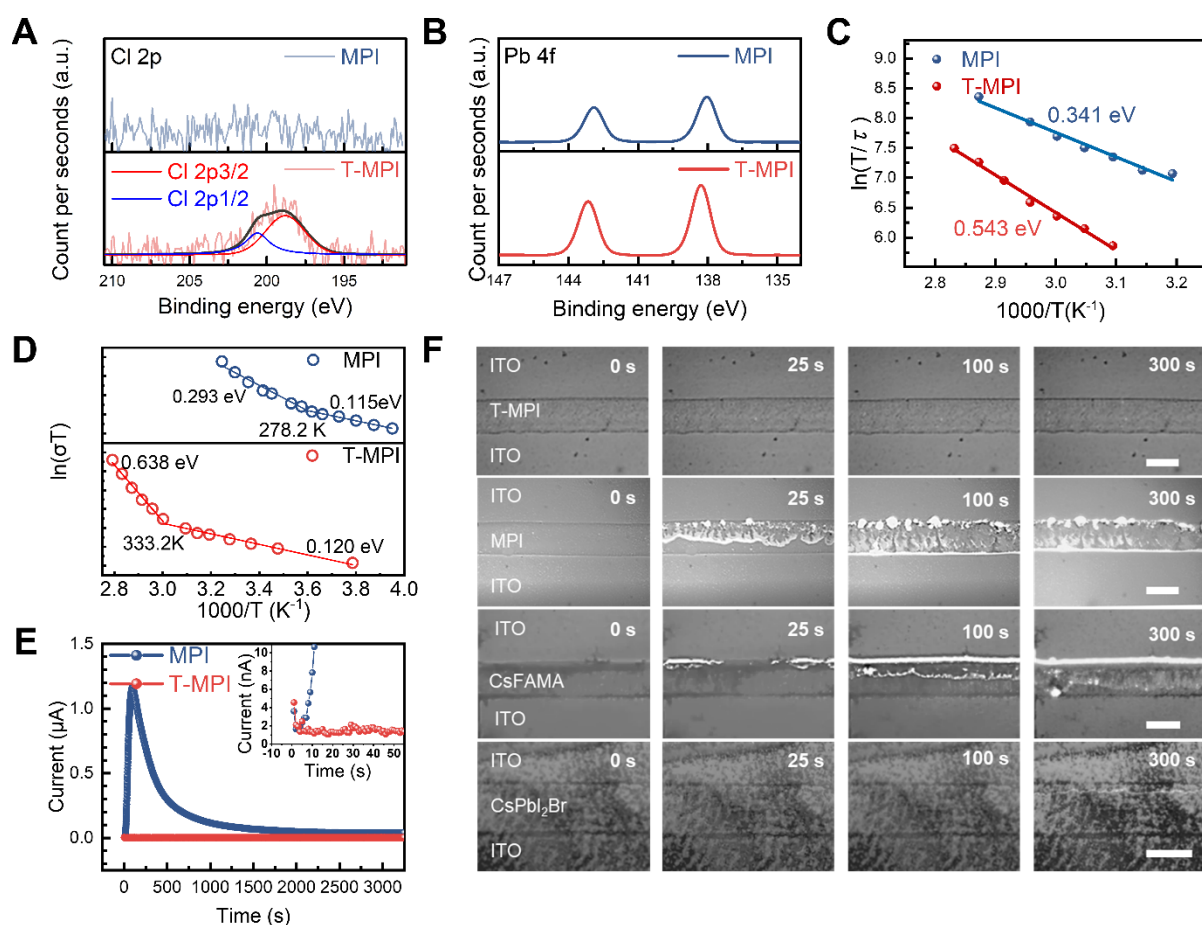 A
Cl 2p
MPI
Cl 2p3/2
T-MPI
Cl 2p1/2
Count per seconds (a.u.)
210 205 200 195
Binding energy (eV)
B
Pb 4f
MPI
T-MPI
Count per seconds (a.u.)
147 144 141 138 135
Binding energy (eV)
C
MPI
T-MPI
0.341 eV
0.543 eV
ln(T/τ)
9.0
8.5
8.0
7.5
7.0
6.5
6.0
2.8 2.9 3.0 3.1 3.2
1000/T(K⁻¹)
D
MPI
0.293 eV
0.115eV
278.2 K
T-MPI
0.638 eV
333.2K
0.120 eV
ln(σT)
2.8 3.0 3.2 3.4 3.6 3.8 4.0
1000/T (K⁻¹)
E
MPI
T-MPI
Current (μA)
1.5
1.0
0.5
0.0
0 500 1000 1500 2000 2500 3000
Time (s)
Current (nA)
10
8
6
4
2
0
-10 0 10 20 30 40 50
Time (s)
F
ITO 0 s 25 s 100 s 300 s
T-MPI
ITO
ITO 0 s 25 s 100 s 300 s
MPI
ITO
ITO 0 s 25 s 100 s 300 s
CsFAMA
ITO
ITO 0 s 25 s 100 s 300 s
CsPbI₂Br
ITO